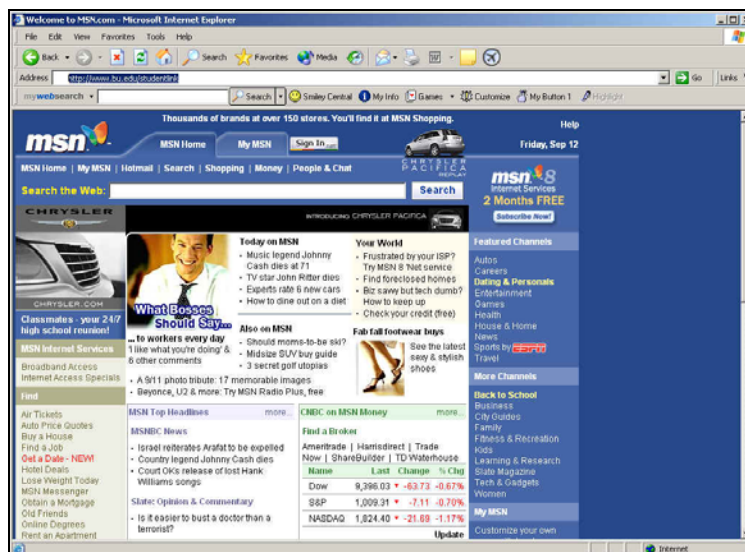 Welcome to MSN.com - Microsoft Internet Explorer
File Edit View Favorites Tools Help
Back Search Favorites Media
Address http://www.bu.edu/studentlink Go Links
mywebsearch Search Smiley Central My Info Games Customize My Button 1 Highlight
Thousands of brands at over 150 stores. You'll find it at MSN Shopping.
Help
msn
MSN Home My MSN Sign In
Friday, Sep 12
CHRYSLER
PACIFICA
REPLAY
MSN Home | My MSN | Hotmail | Search | Shopping | Money | People & Chat
Search the Web: Search
msn 8
Internet Services
2 Months FREE
Subscribe Now!
CHRYSLER
CHRYSLER.COM
Classmates - your 24/7
high school reunion!
MSN Internet Services
Broadband Access
Internet Access Specials
Find
Air Tickets
Auto Price Quotes
Buy a House
Find a Job
Get a Date - NEW!
Hotel Deals
Lose Weight Today
MSN Messenger
Obtain a Mortgage
Old Friends
Online Degrees
Rent an Apartment
INTRODUCING CHRYSLER PACIFICA
What Bosses
Should Say...
... to workers every day
'I like what you're doing' &
6 other comments
Today on MSN
- Music legend Johnny
Cash dies at 71
- TV star John Ritter dies
- Experts rate 6 new cars
- How to dine out on a diet
Also on MSN
- Should moms-to-be ski?
- Midsize SUV buy guide
- 3 secret golf utopias
- A 9/11 photo tribute: 17 memorable images
- Beyonce, U2 & more: Try MSN Radio Plus, free
Your World
- Frustrated by your ISP?
Try MSN 8 'Net service
- Find foreclosed homes
- Biz savvy but tech dumb?
How to keep up
- Check your credit (free)
Fab fall footwear buys
See the latest
sexy & stylish
shoes
MSN Top Headlines more...
MSNBC News
- Israel reiterates Arafat to be expelled
- Country legend Johnny Cash dies
- Court OKs release of lost Hank
Williams songs
Slate: Opinion & Commentary
- Is it easier to bust a doctor than a
terrorist?
CNBC on MSN Money more...
Find a Broker
Ameritrade | Harrisdirect | Trade
Now | ShareBuilder | TD Waterhouse
Name Last Change % Chg
Dow 9,396.03 ▼ -63.73 -0.67%
S&P 1,009.31 ▼ -7.11 -0.70%
NASDAQ 1,824.40 ▼ -21.69 -1.17%
Update
Featured Channels
Autos
Careers
Dating & Personals
Entertainment
Games
Health
House & Home
News
Sports by ESPN
Travel
More Channels
Back to School
Business
City Guides
Family
Fitness & Recreation
Kids
Learning & Research
Slate Magazine
Tech & Gadgets
Women
My MSN
Customize your own
Internet